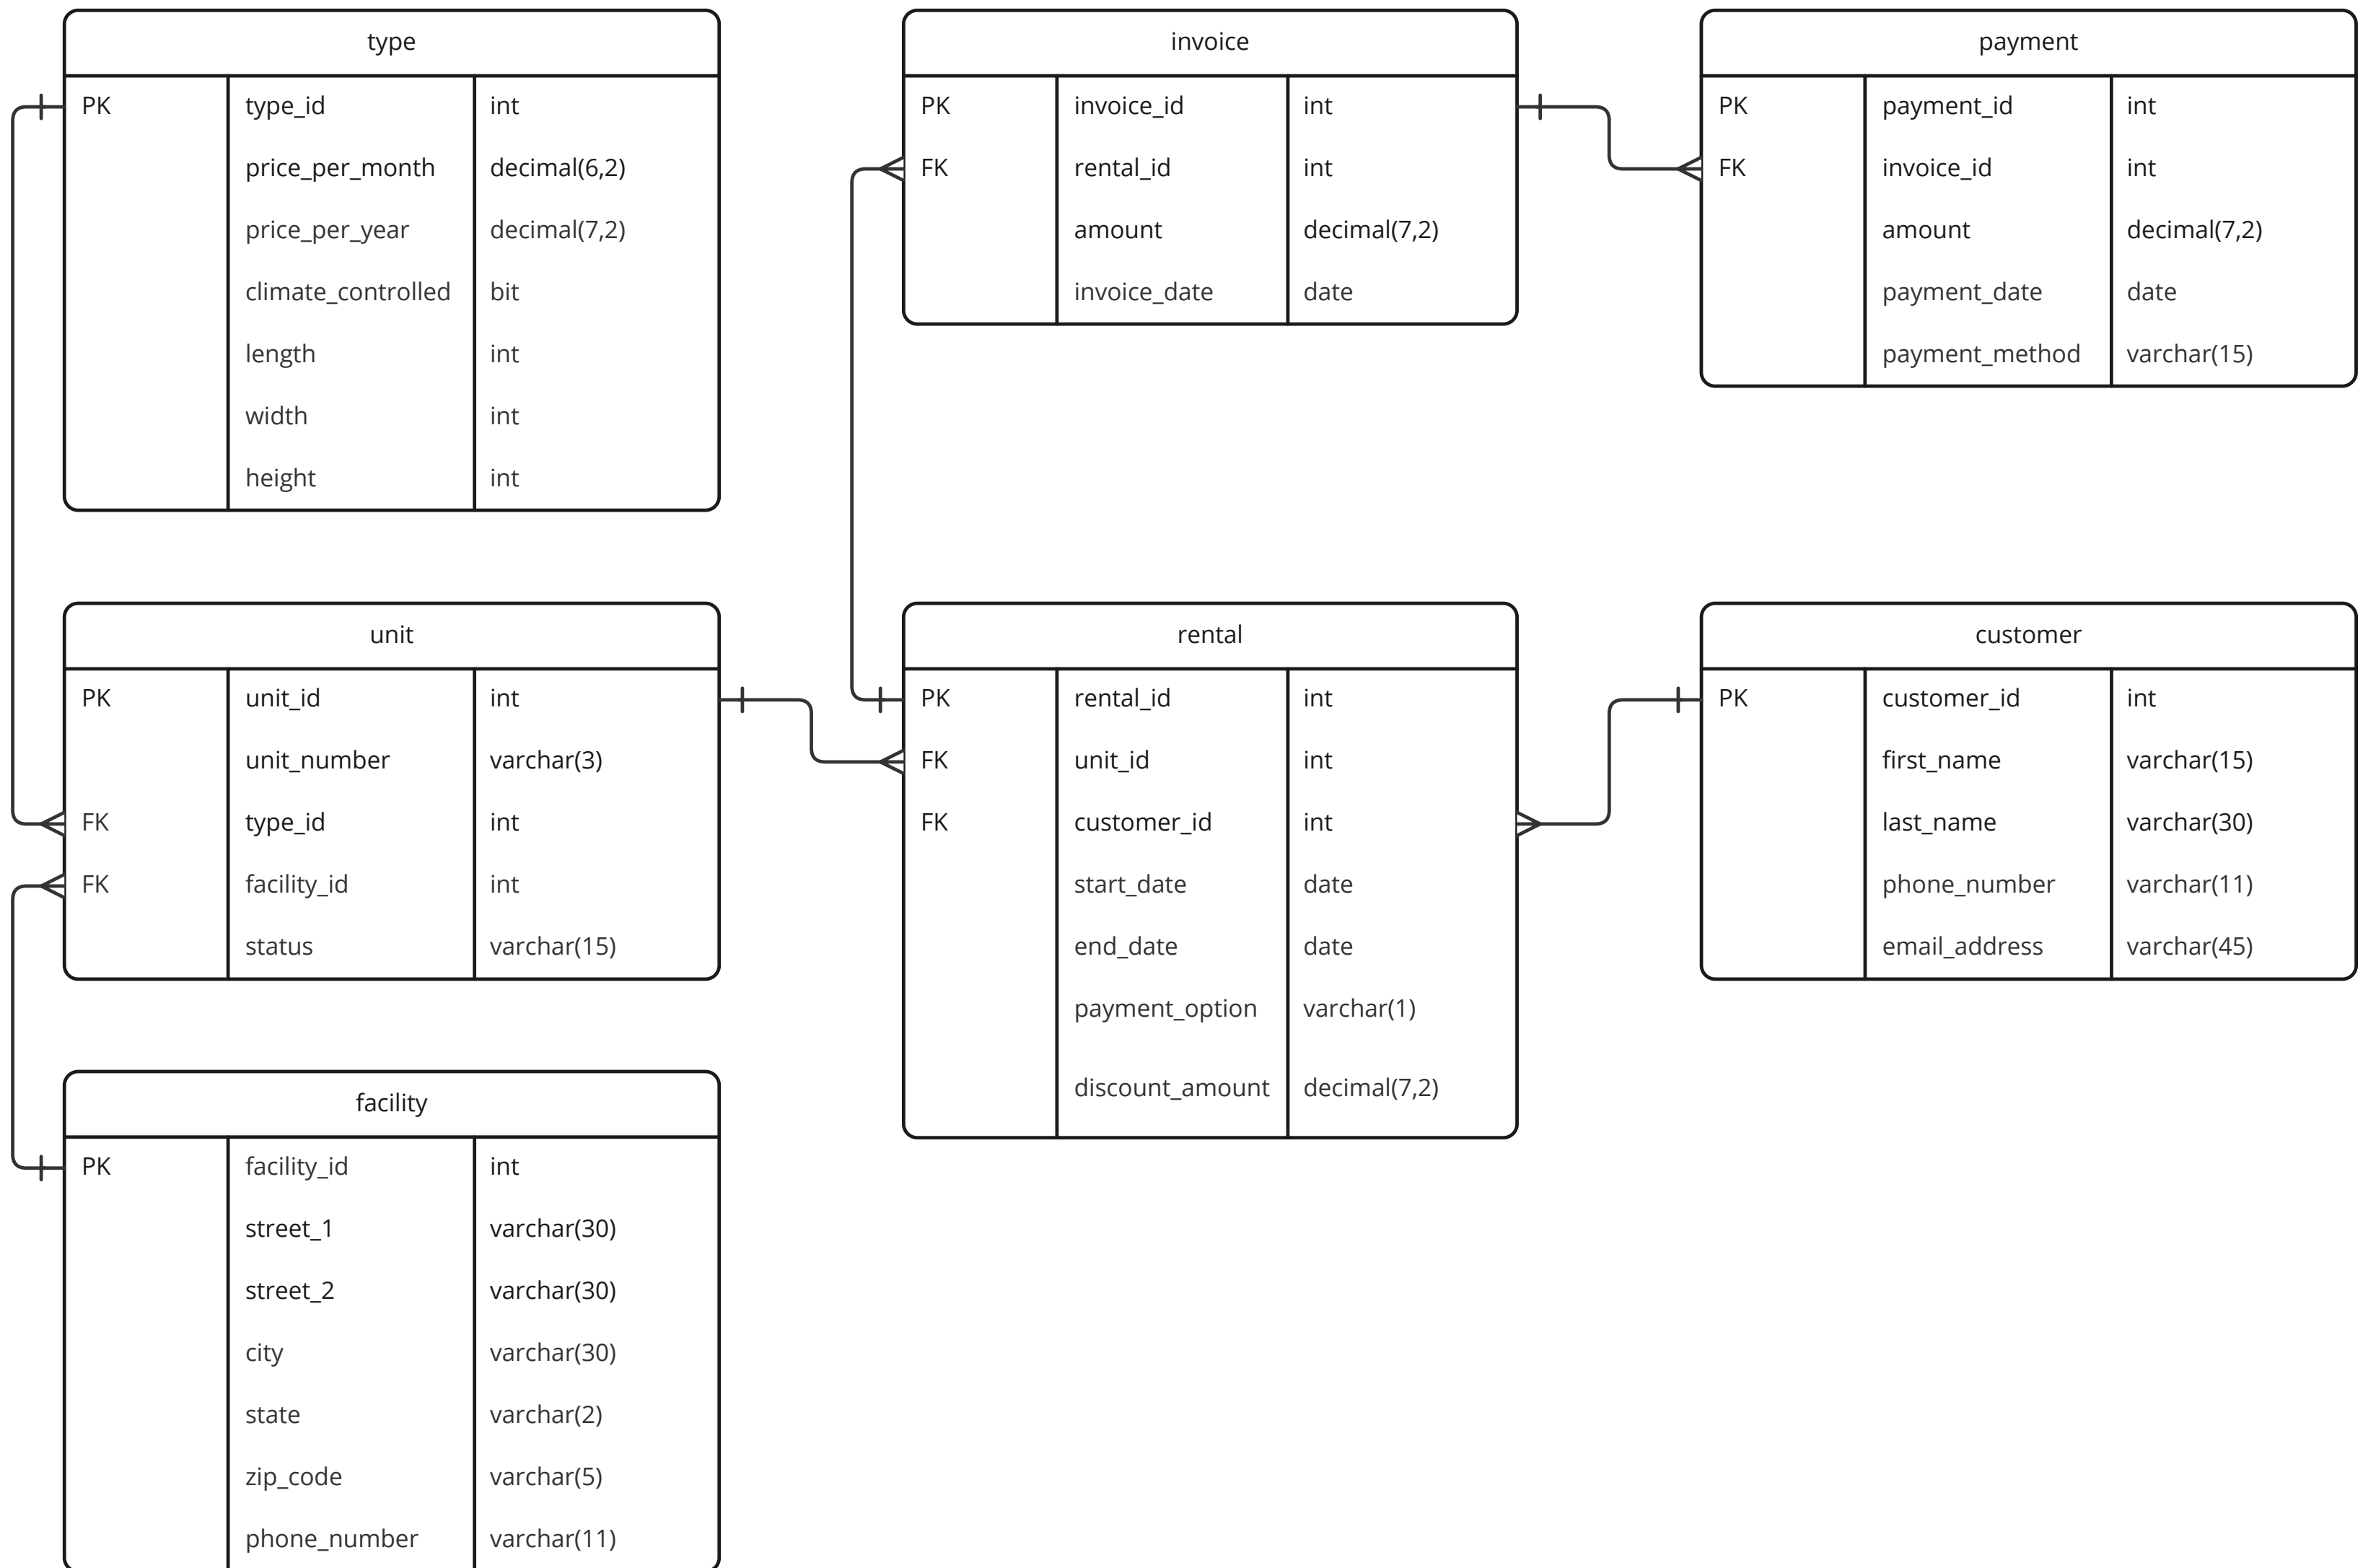 type
PK type_id int
price_per_month decimal(6,2)
price_per_year decimal(7,2)
climate_controlled bit
length int
width int
height int
invoice
PK invoice_id int
FK rental_id int
amount decimal(7,2)
invoice_date date
payment
PK payment_id int
FK invoice_id int
amount decimal(7,2)
payment_date date
payment_method varchar(15)
unit
PK unit_id int
unit_number varchar(3)
FK type_id int
FK facility_id int
status varchar(15)
rental
PK rental_id int
FK unit_id int
FK customer_id int
start_date date
end_date date
payment_option varchar(1)
discount_amount decimal(7,2)
customer
PK customer_id int
first_name varchar(15)
last_name varchar(30)
phone_number varchar(11)
email_address varchar(45)
facility
PK facility_id int
street_1 varchar(30)
street_2 varchar(30)
city varchar(30)
state varchar(2)
zip_code varchar(5)
phone_number varchar(11)